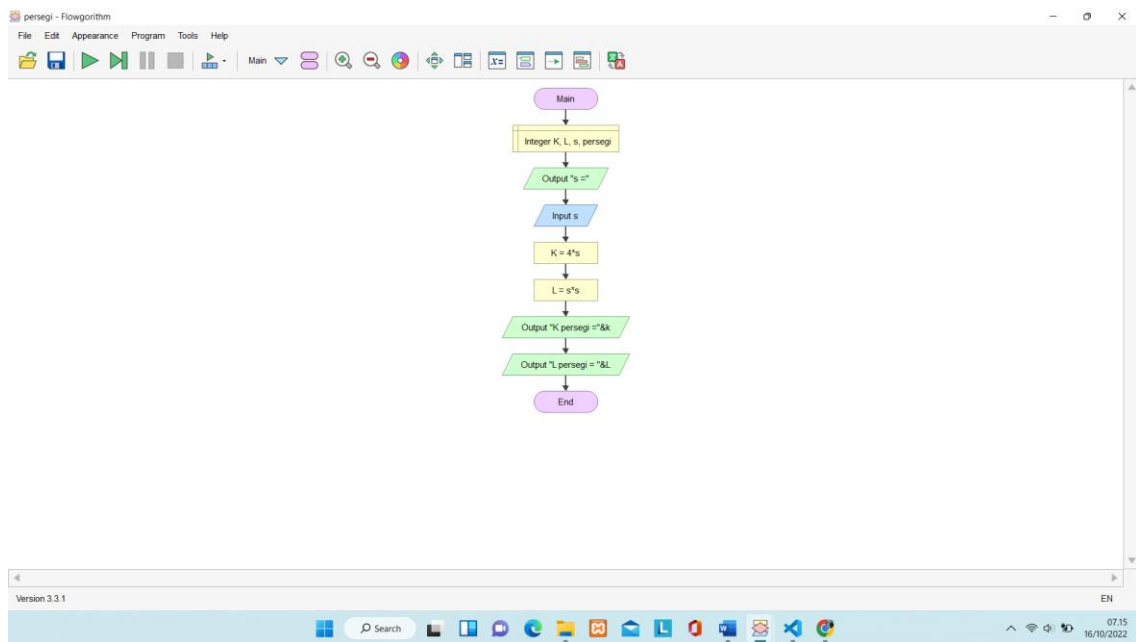 persegi - Flowgorithm
File Edit Appearance Program Tools Help
Main
x=
Main
Integer K, L, s, persegi
Output "s ="
Input s
K = 4*s
L = s*s
Output "K persegi ="&k
Output "L persegi = "&L
End
Version 3.3.1
EN
Search
07.15
16/10/2022